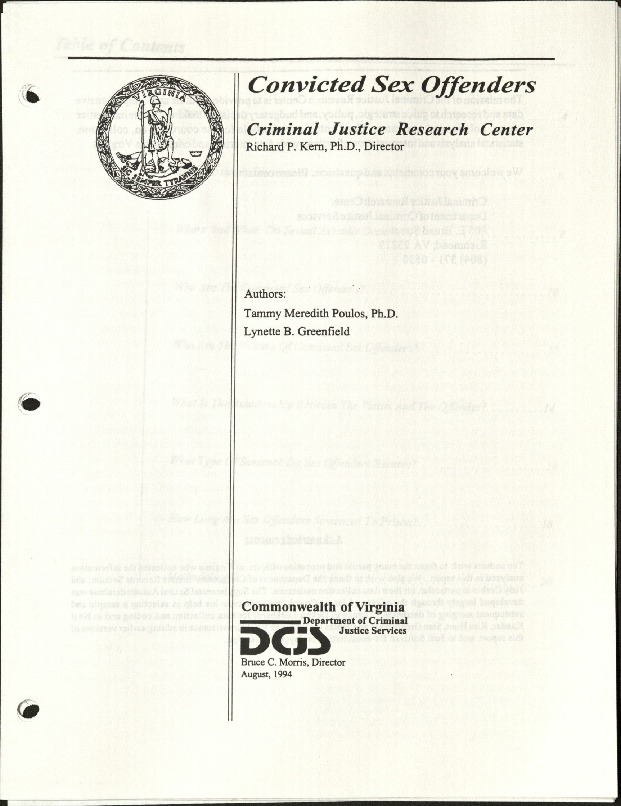 VIRGINIA
SIC SEMPER TYRANNIS
Convicted Sex Offenders
Criminal Justice Research Center
Richard P. Kern, Ph.D., Director
Authors:
Tammy Meredith Poulos, Ph.D.
Lynette B. Greenfield
Commonwealth of Virginia
Department of Criminal
Justice Services
DCJS
Bruce C. Morris, Director
August, 1994